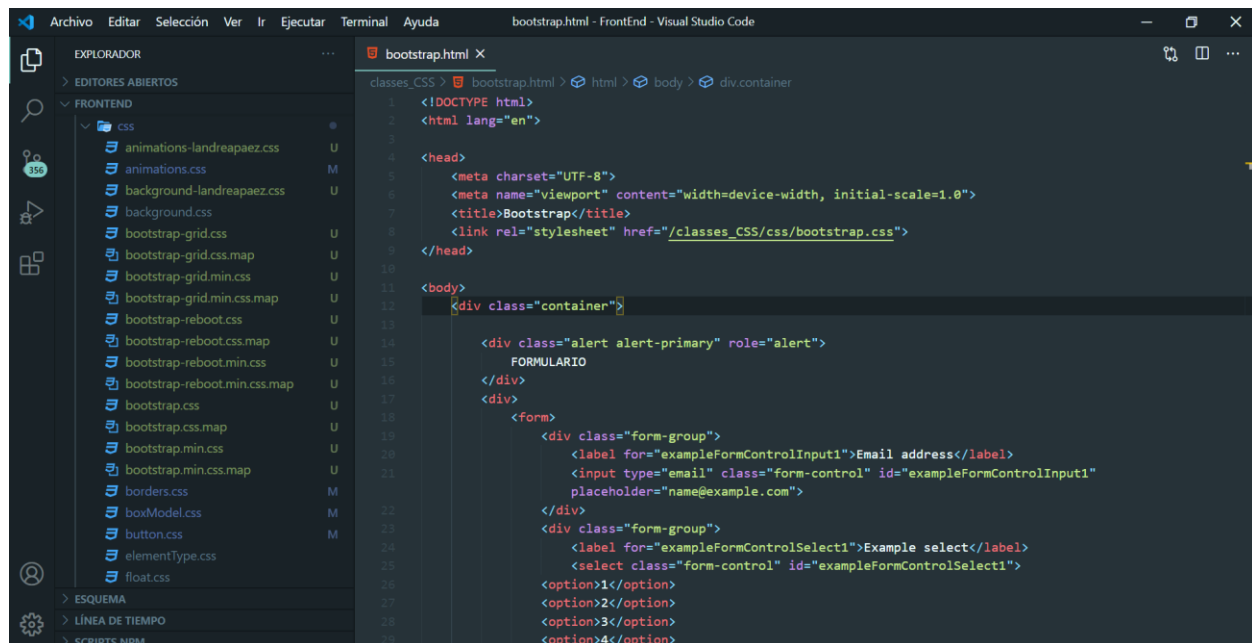 Archivo Editar Selección Ver Ir Ejecutar Terminal Ayuda bootstrap.html - FrontEnd - Visual Studio Code
EXPLORADOR
EDITORES ABIERTOS
FRONTEND
css
animations-landreapaez.css U
animations.css M
background-landreapaez.css U
background.css
bootstrap-grid.css U
bootstrap-grid.css.map U
bootstrap-grid.min.css U
bootstrap-grid.min.css.map U
bootstrap-reboot.css U
bootstrap-reboot.css.map U
bootstrap-reboot.min.css U
bootstrap-reboot.min.css.map U
bootstrap.css U
bootstrap.css.map U
bootstrap.min.css U
bootstrap.min.css.map U
borders.css M
boxModel.css M
button.css M
elementType.css
float.css
ESQUEMA
LÍNEA DE TIEMPO
SCRIPTS NPM
356
bootstrap.html
classes_CSS > bootstrap.html > html > body > div.container
1 <!DOCTYPE html>
2 <html lang="en">
3
4 <head>
5 <meta charset="UTF-8">
6 <meta name="viewport" content="width=device-width, initial-scale=1.0">
7 <title>Bootstrap</title>
8 <link rel="stylesheet" href="/classes_CSS/css/bootstrap.css">
9 </head>
10
11 <body>
12 <div class="container">
13
14 <div class="alert alert-primary" role="alert">
15 FORMULARIO
16 </div>
17 <div>
18 <form>
19 <div class="form-group">
20 <label for="exampleFormControlInput1">Email address</label>
21 <input type="email" class="form-control" id="exampleFormControlInput1"
placeholder="name@example.com">
22 </div>
23 <div class="form-group">
24 <label for="exampleFormControlSelect1">Example select</label>
25 <select class="form-control" id="exampleFormControlSelect1">
26 <option>1</option>
27 <option>2</option>
28 <option>3</option>
29 <option>4</option>